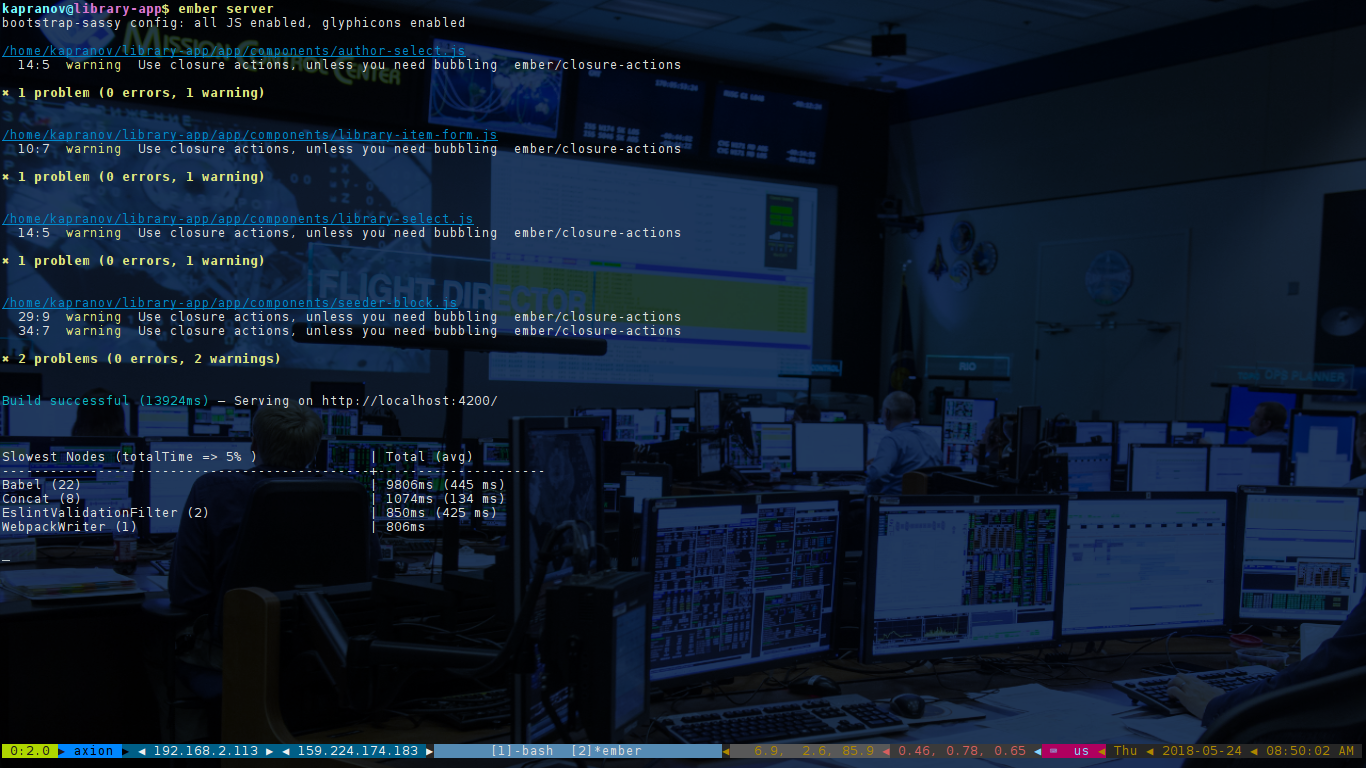 kapranov@library-app$ ember server
bootstrap-sassy config: all JS enabled, glyphicons enabled
/home/kapranov/library-app/app/components/author-select.js
14:5 warning Use closure actions, unless you need bubbling ember/closure-actions
✖ 1 problem (0 errors, 1 warning)
/home/kapranov/library-app/app/components/library-item-form.js
10:7 warning Use closure actions, unless you need bubbling ember/closure-actions
✖ 1 problem (0 errors, 1 warning)
/home/kapranov/library-app/app/components/library-select.js
14:5 warning Use closure actions, unless you need bubbling ember/closure-actions
✖ 1 problem (0 errors, 1 warning)
/home/kapranov/library-app/app/components/seeder-block.js
29:9 warning Use closure actions, unless you need bubbling ember/closure-actions
34:7 warning Use closure actions, unless you need bubbling ember/closure-actions
✖ 2 problems (0 errors, 2 warnings)
Build successful (13924ms) – Serving on http://localhost:4200/
Slowest Nodes (totalTime => 5% ) | Total (avg)
----------------------------------------------+---------------------
Babel (22) | 9806ms (445 ms)
Concat (8) | 1074ms (134 ms)
EslintValidationFilter (2) | 850ms (425 ms)
WebpackWriter (1) | 806ms
MISSION CONTROL CENTER
FLIGHT DIRECTOR
RIO
OPS PLANNER
0:2.0 axion 192.168.2.113 159.224.174.183 [1]-bash [2]*ember 6.9, 2.6, 85.9 0.46, 0.78, 0.65 us Thu 2018-05-24 08:50:02 AM